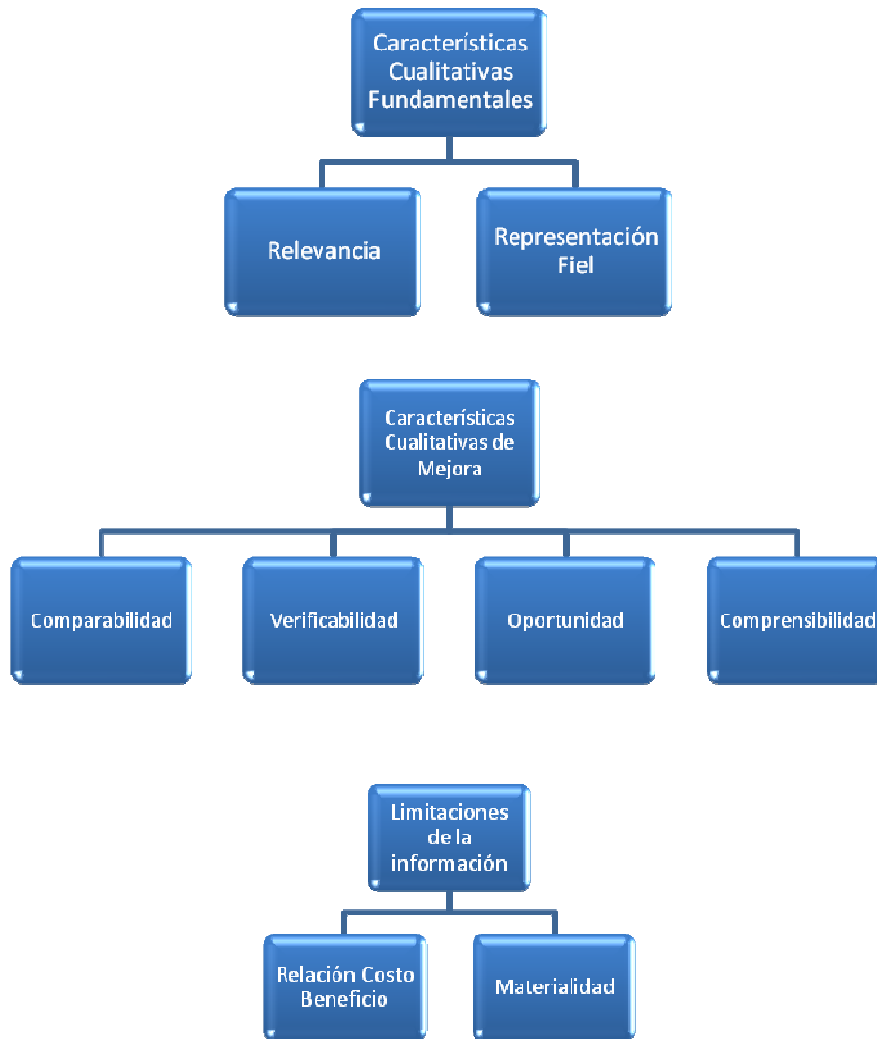 Características
Cualitativas
Fundamentales
Relevancia
Representación
Fiel
Características
Cualitativas de
Mejora
Comparabilidad
Verificabilidad
Oportunidad
Comprensibilidad
Limitaciones
de la
información
Relación Costo
Beneficio
Materialidad